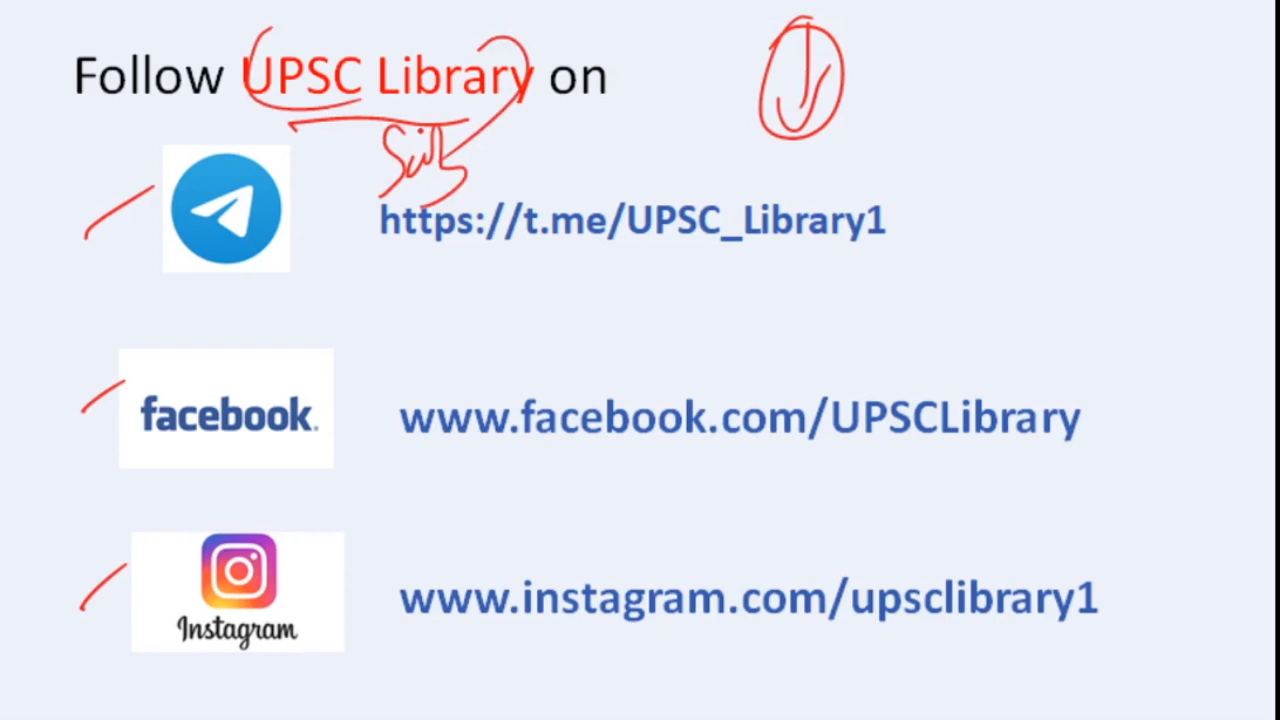 Follow UPSC Library on
https://t.me/UPSC_Library1
facebook.
www.facebook.com/UPSCLibrary
Instagram
www.instagram.com/upsclibrary1